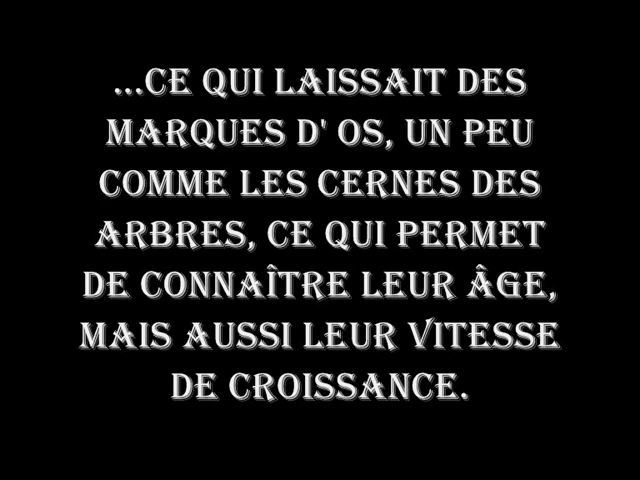 ...CE QUI LAISSAIT DES
MARQUES D' OS, UN PEU
COMME LES CERNES DES
ARBRES, CE QUI PERMET
DE CONNAÎTRE LEUR ÂGE,
MAIS AUSSI LEUR VITESSE
DE CROISSANCE.